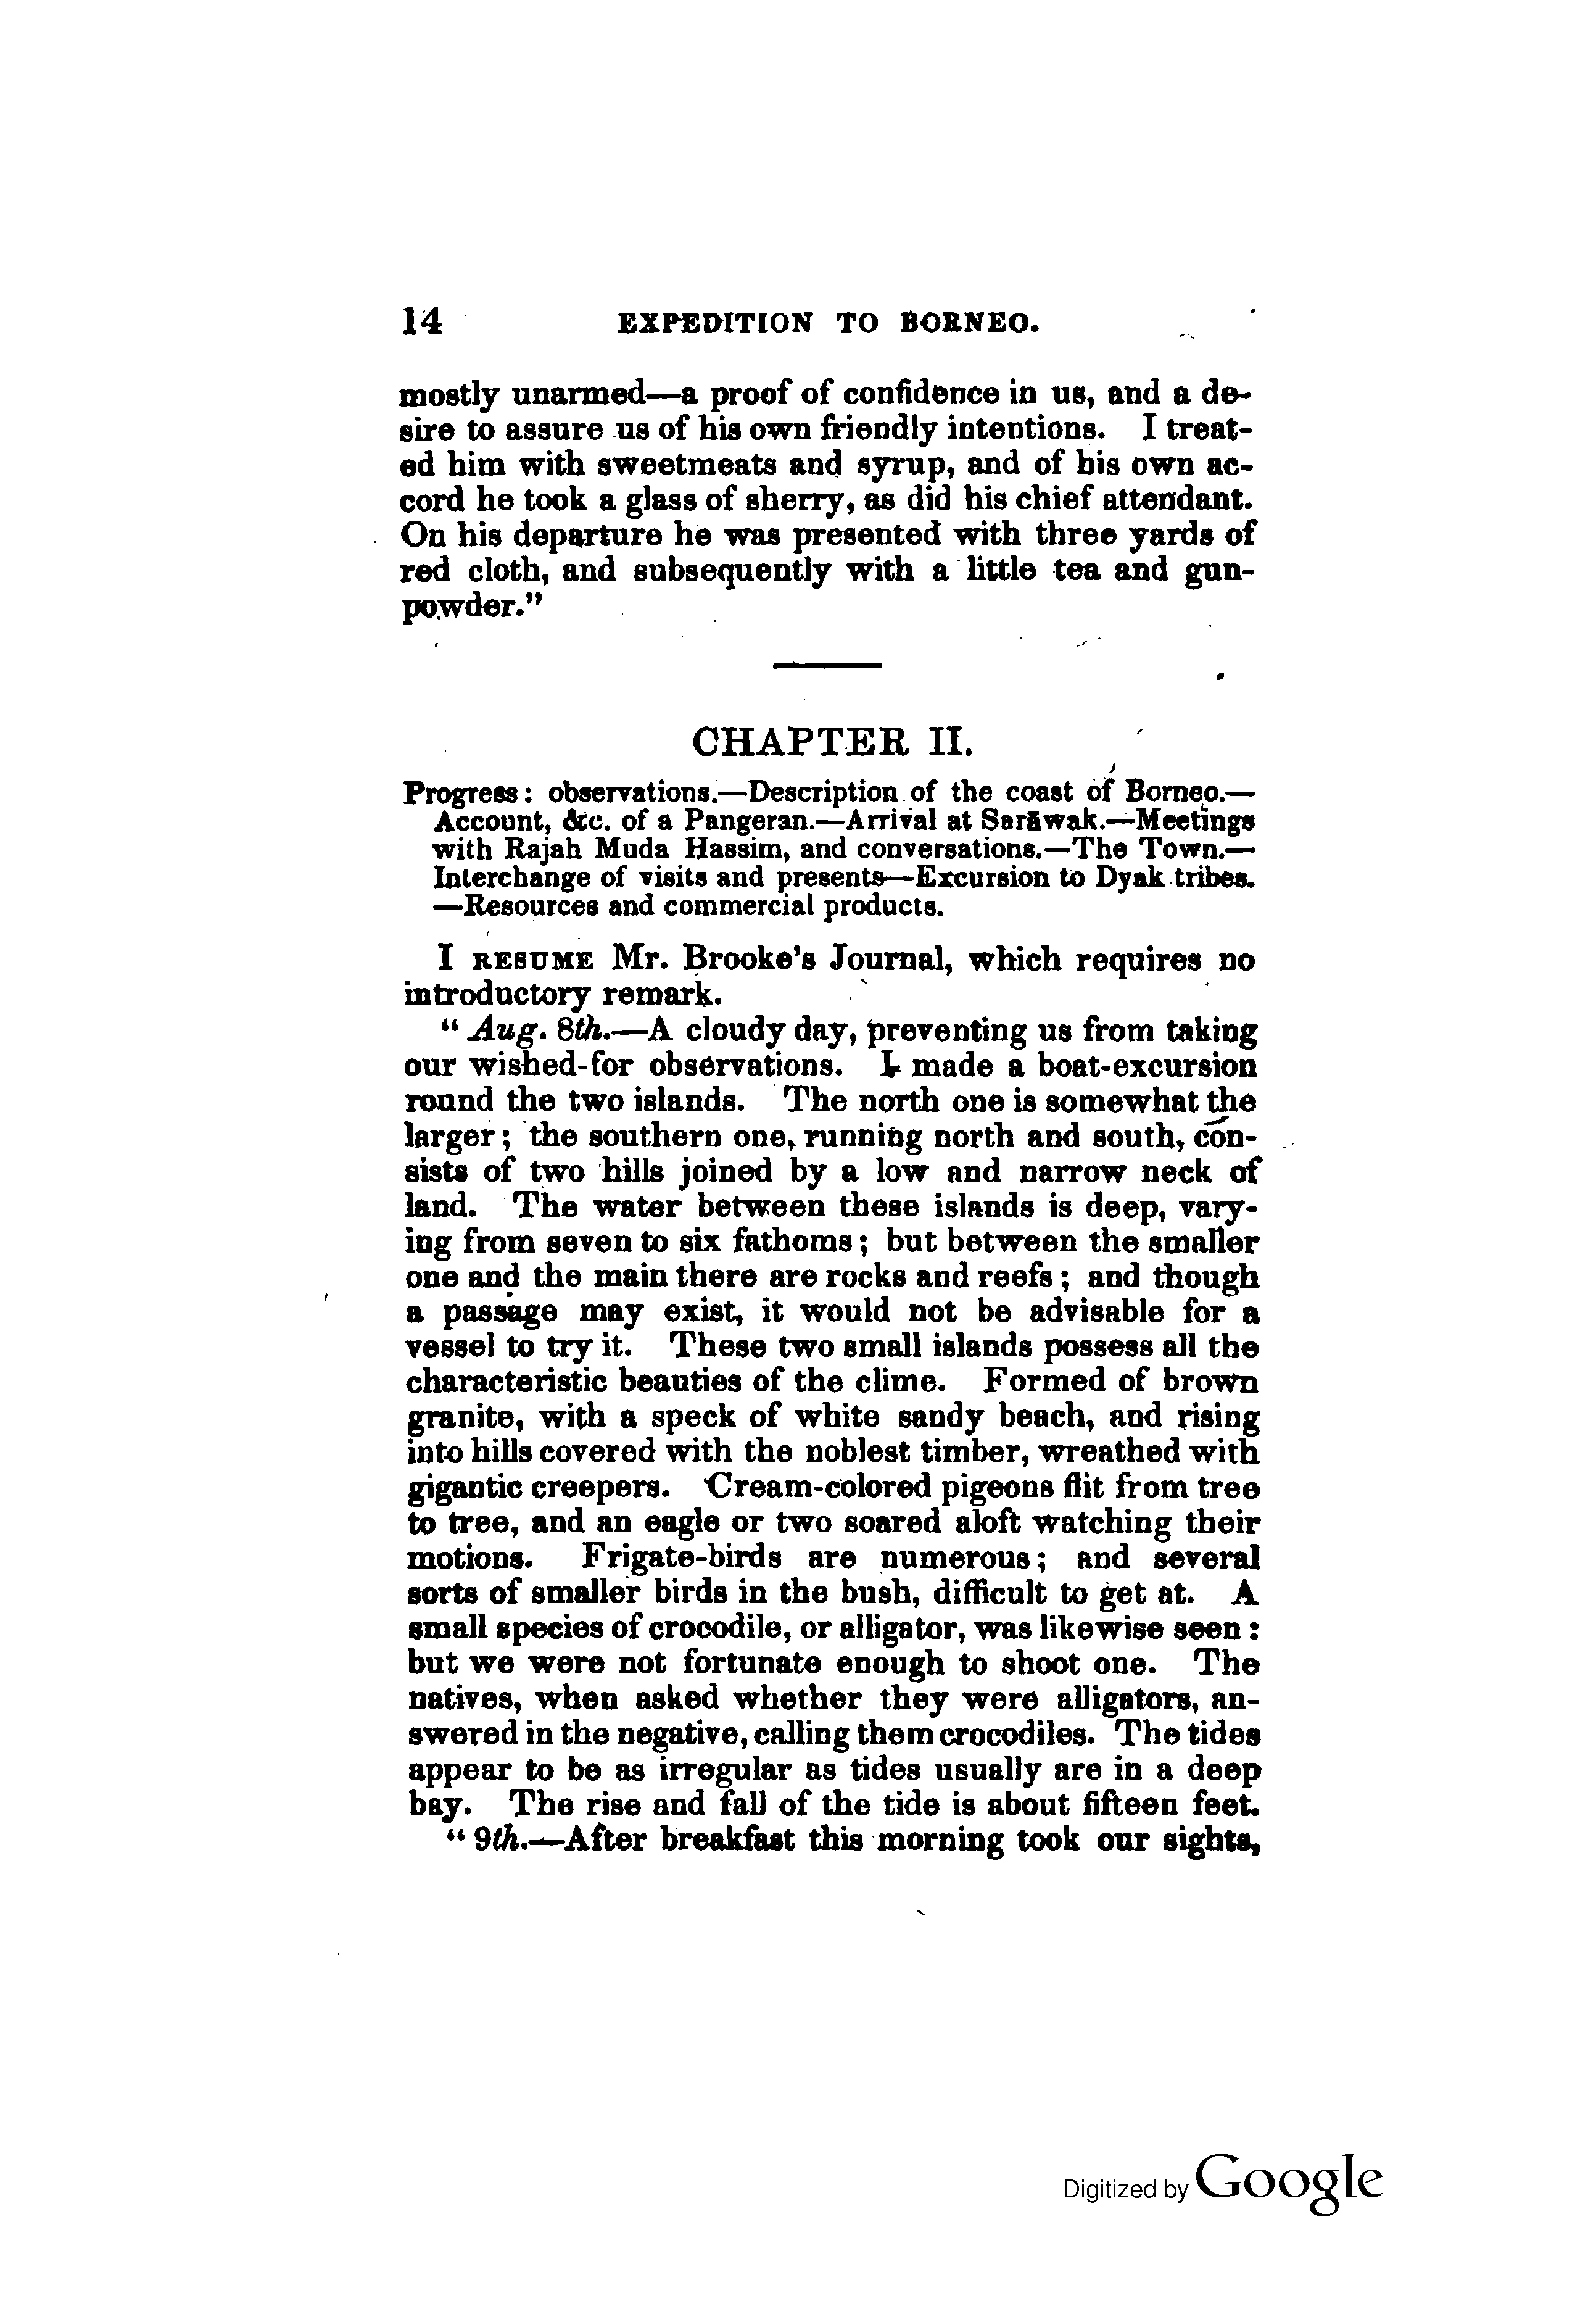 14 EXPEDITION TO BORNEO.
mostly unarmed—a proof of confidence in us, and a de-
sire to assure us of his own friendly intentions. I treat-
ed him with sweetmeats and syrup, and of his own ac-
cord he took a glass of sherry, as did his chief attendant.
On his departure he was presented with three yards of
red cloth, and subsequently with a little tea and gun-
powder.”
CHAPTER II.
Progress: observations.—Description of the coast of Borneo.—
Account, &c. of a Pangeran.—Arrival at Sarāwak.—Meetings
with Rajah Muda Hassim, and conversations.—The Town.—
Interchange of visits and presents—Excursion to Dyak tribes.
—Resources and commercial products.
I RESUME Mr. Brooke's Journal, which requires no
introductory remark.
“ Aug. 8th.—A cloudy day, preventing us from taking
our wished-for observations. I made a boat-excursion
round the two islands. The north one is somewhat the
larger; the southern one, running north and south, con-
sists of two hills joined by a low and narrow neck of
land. The water between these islands is deep, vary-
ing from seven to six fathoms; but between the smaller
one and the main there are rocks and reefs; and though
a passage may exist, it would not be advisable for a
vessel to try it. These two small islands possess all the
characteristic beauties of the clime. Formed of brown
granite, with a speck of white sandy beach, and rising
into hills covered with the noblest timber, wreathed with
gigantic creepers. Cream-colored pigeons flit from tree
to tree, and an eagle or two soared aloft watching their
motions. Frigate-birds are numerous; and several
sorts of smaller birds in the bush, difficult to get at. A
small species of crocodile, or alligator, was likewise seen:
but we were not fortunate enough to shoot one. The
natives, when asked whether they were alligators, an-
swered in the negative, calling them crocodiles. The tides
appear to be as irregular as tides usually are in a deep
bay. The rise and fall of the tide is about fifteen feet.
“ 9th.—After breakfast this morning took our sights,
Digitized by Google